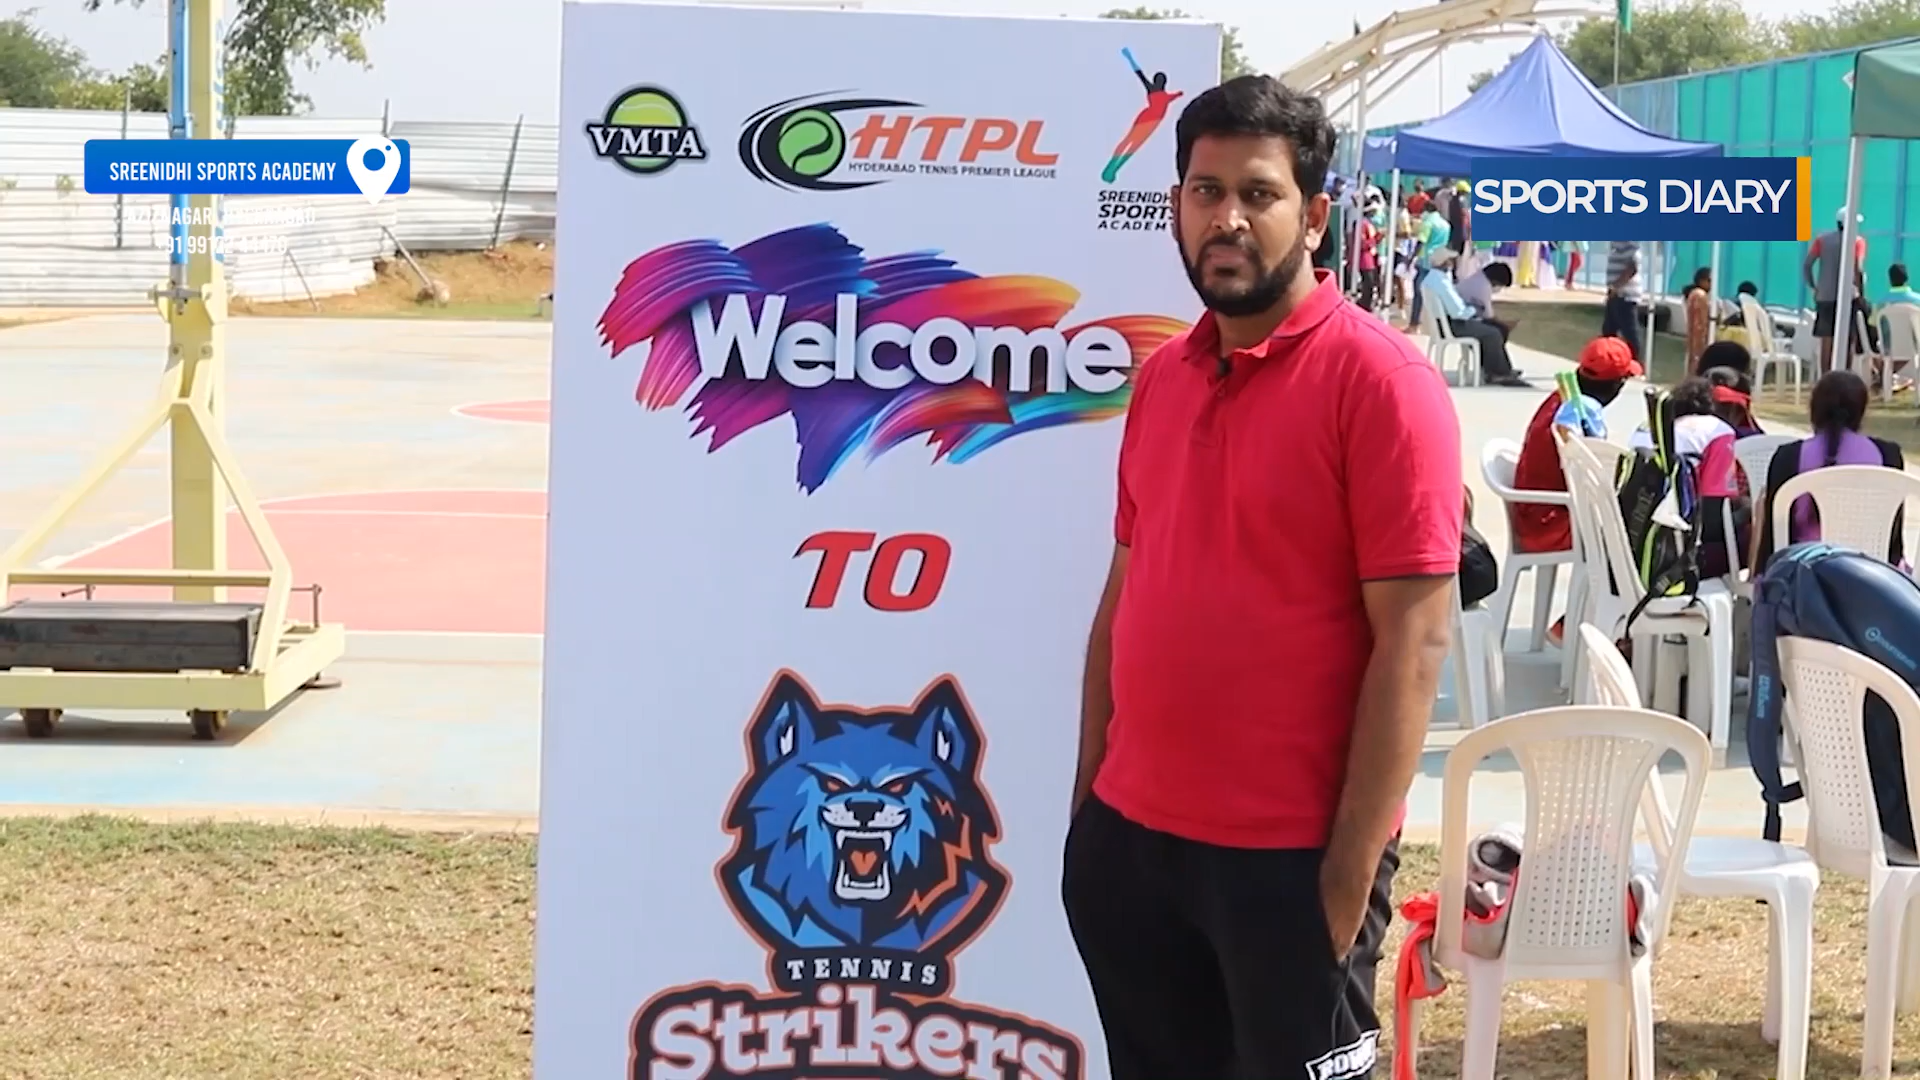 SREENIDHI SPORTS ACADEMY
VMTA
HTPL
HYDERABAD TENNIS PREMIER LEAGUE
SREENIDHI
SPORTS
ACADEMY
SPORTS DIARY
Welcome
TO
TENNIS
Strikers